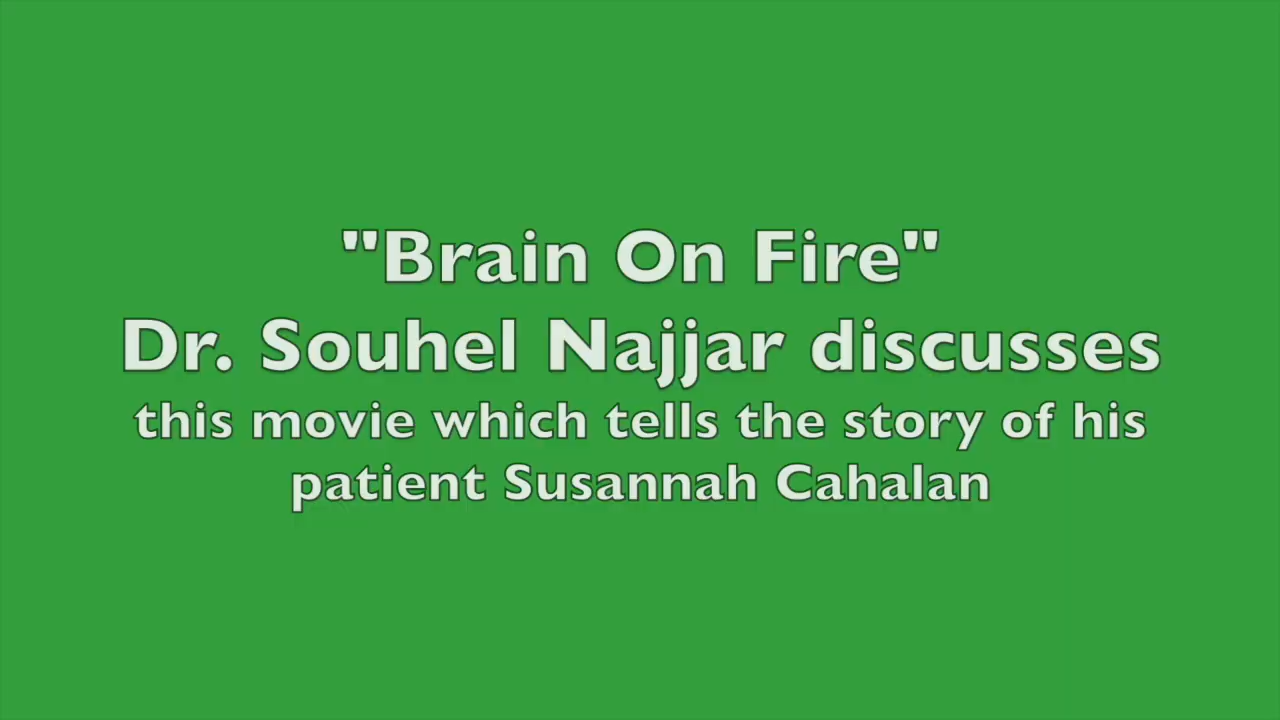 "Brain On Fire"
Dr. Souhel Najjar discusses
this movie which tells the story of his
patient Susannah Cahalan